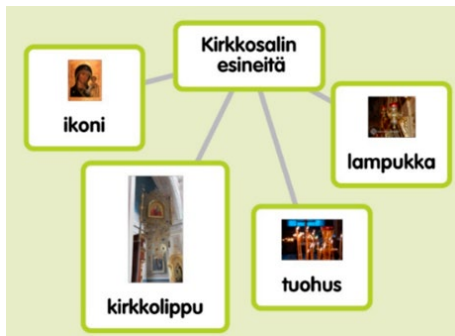 Kirkkosalin
esineitä
ikoni
lampukka
kirkkolippu
tuohus